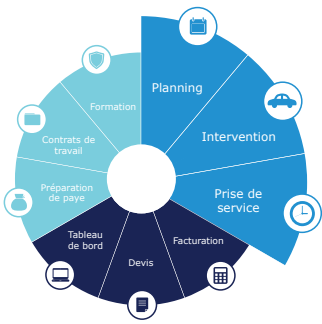 Planning
Intervention
Prise de
service
Facturation
Devis
Tableau
de bord
Préparation
de paye
Contrats de
travail
Formation